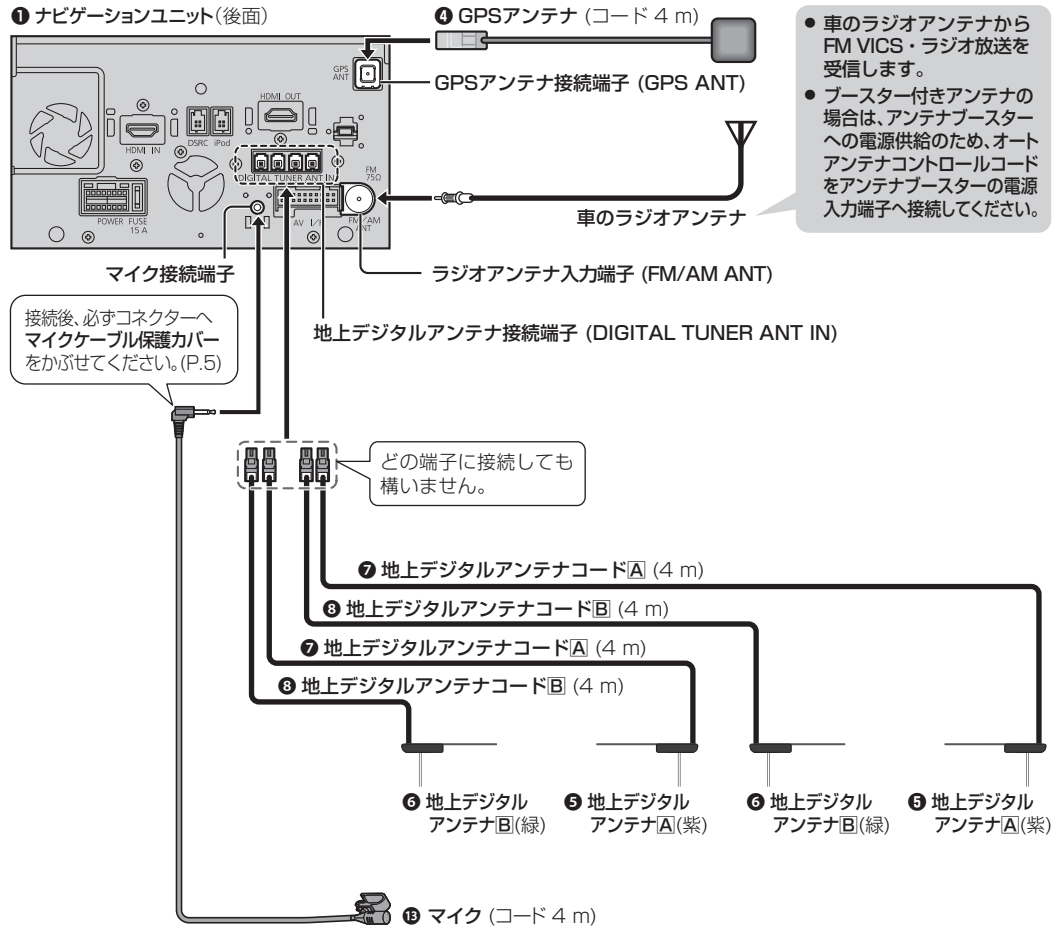 ❶ ナビゲーションユニット(後面)
❹ GPSアンテナ (コード 4 m)
GPS
ANT
GPSアンテナ接続端子 (GPS ANT)
HDMI OUT
HDMI IN
DSRC iPod
DIGITAL TUNER ANT IN
FM
75Ω
POWER FUSE
15 A
AV I/F
FM/AM
ANT
● 車のラジオアンテナから
FM VICS・ラジオ放送を
受信します。
● ブースター付きアンテナの
場合は、アンテナブースター
への電源供給のため、オート
アンテナコントロールコード
をアンテナブースターの電源
入力端子へ接続してください。
車のラジオアンテナ
マイク接続端子
ラジオアンテナ入力端子 (FM/AM ANT)
地上デジタルアンテナ接続端子 (DIGITAL TUNER ANT IN)
接続後、必ずコネクターへ
マイクケーブル保護カバー
をかぶせてください。(P.5)
どの端子に接続しても
構いません。
❼ 地上デジタルアンテナコードA (4 m)
❽ 地上デジタルアンテナコードB (4 m)
❼ 地上デジタルアンテナコードA (4 m)
❽ 地上デジタルアンテナコードB (4 m)
❻ 地上デジタル
アンテナB(緑)
❺ 地上デジタル
アンテナA(紫)
❻ 地上デジタル
アンテナB(緑)
❺ 地上デジタル
アンテナA(紫)
⓭ マイク (コード 4 m)